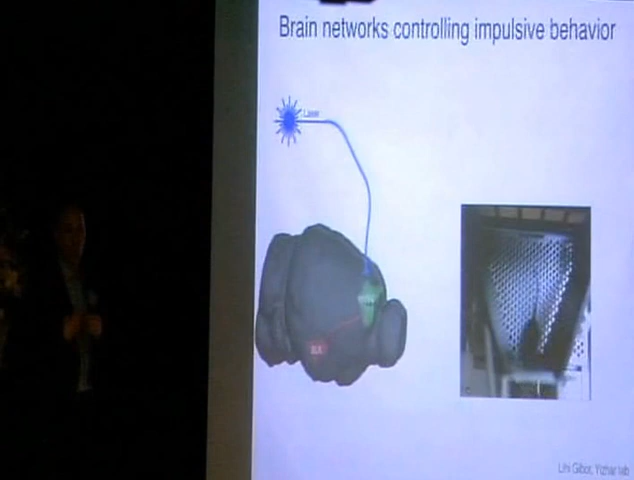 Brain networks controlling impulsive behavior
Laser
BLA
Lihi Gibor, Yizhar lab